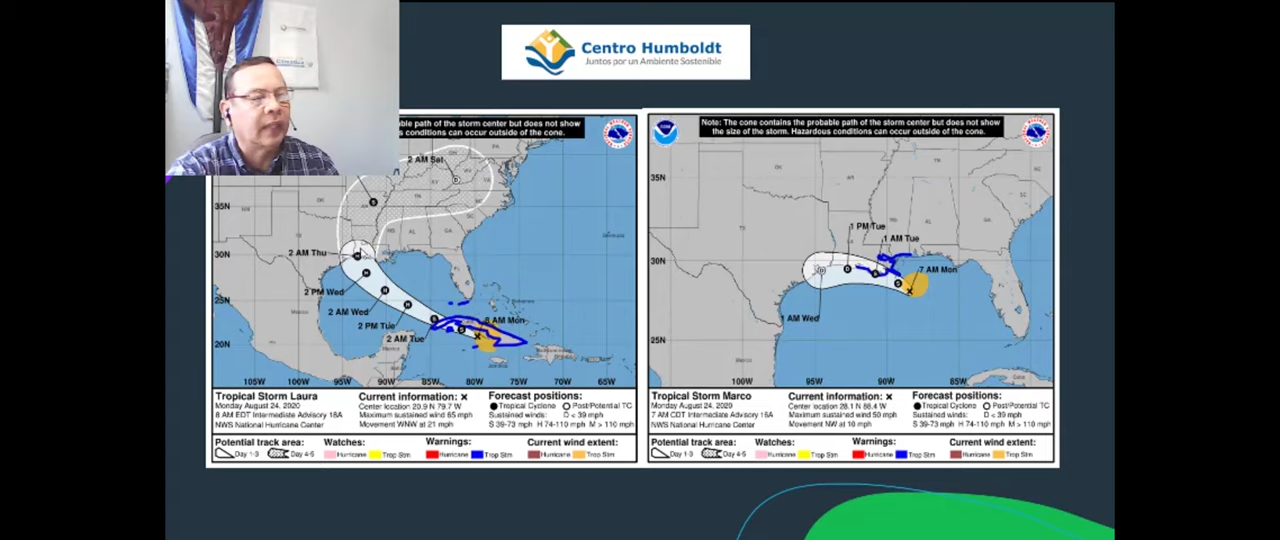 Centro Humboldt
Juntos por un Ambiente Sostenible
able path of the storm center but does not show
s conditions can occur outside of the cone.
2 AM Sat
35N
30N
25N
20N
2 AM Thu
2 PM Wed
2 AM Wed
2 PM Tue
2 AM Tue
8 AM Mon
105W 100W 95W 90W 85W 80W 75W 70W 65W
Tropical Storm Laura
Monday August 24, 2020
8 AM EDT Intermediate Advisory 18A
NWS National Hurricane Center
Current information: x
Center location 20.9 N 79.7 W
Maximum sustained wind 65 mph
Movement WNW at 21 mph
Forecast positions:
Tropical Cyclone Post/Potential TC
Sustained winds: D < 39 mph
S 39-73 mph H 74-110 mph M > 110 mph
Potential track area:
Day 1-3 Day 4-5
Watches:
Hurricane Trop Stm
Warnings:
Hurricane Trop Stm
Current wind extent:
Hurricane Trop Stm
Note: The cone contains the probable path of the storm center but does not show
the size of the storm. Hazardous conditions can occur outside of the cone.
35N
30N
25N
1 PM Tue
1 AM Tue
7 AM Mon
1 AM Wed
100W 95W 90W 85W
Tropical Storm Marco
Monday August 24, 2020
7 AM CDT Intermediate Advisory 16A
NWS National Hurricane Center
Current information: x
Center location 28.1 N 88.4 W
Maximum sustained wind 50 mph
Movement NW at 10 mph
Forecast positions:
Tropical Cyclone Post/Potential TC
Sustained winds: D < 39 mph
S 39-73 mph H 74-110 mph M > 110 mph
Potential track area:
Day 1-3 Day 4-5
Watches:
Hurricane Trop Stm
Warnings:
Hurricane Trop Stm
Current wind extent:
Hurricane Trop Stm